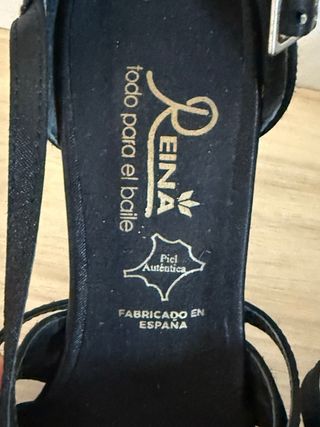 REINA
todo para el baile
Piel
Auténtica
FABRICADO EN
ESPAÑA